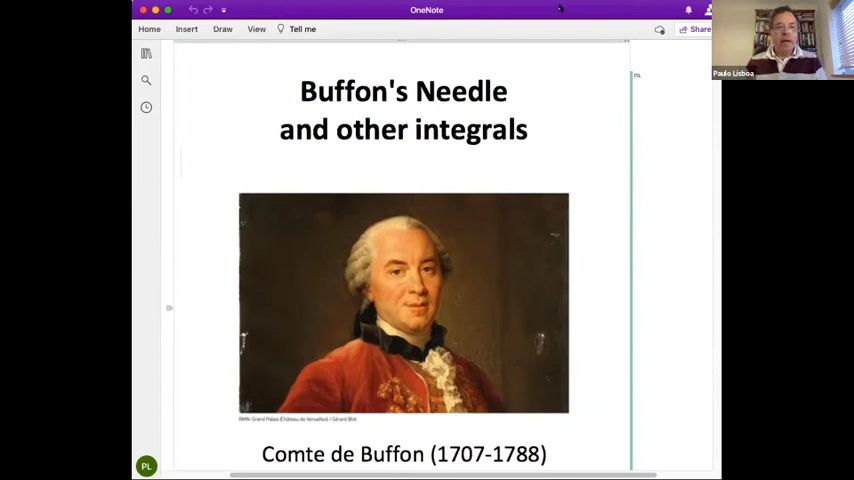 OneNote
Home Insert Draw View Tell me
Share
Paulo Lisboa
Buffon's Needle
and other integrals
RMN-Grand Palais (Château de Versailles) / Gérard Blot
Comte de Buffon (1707-1788)
PL